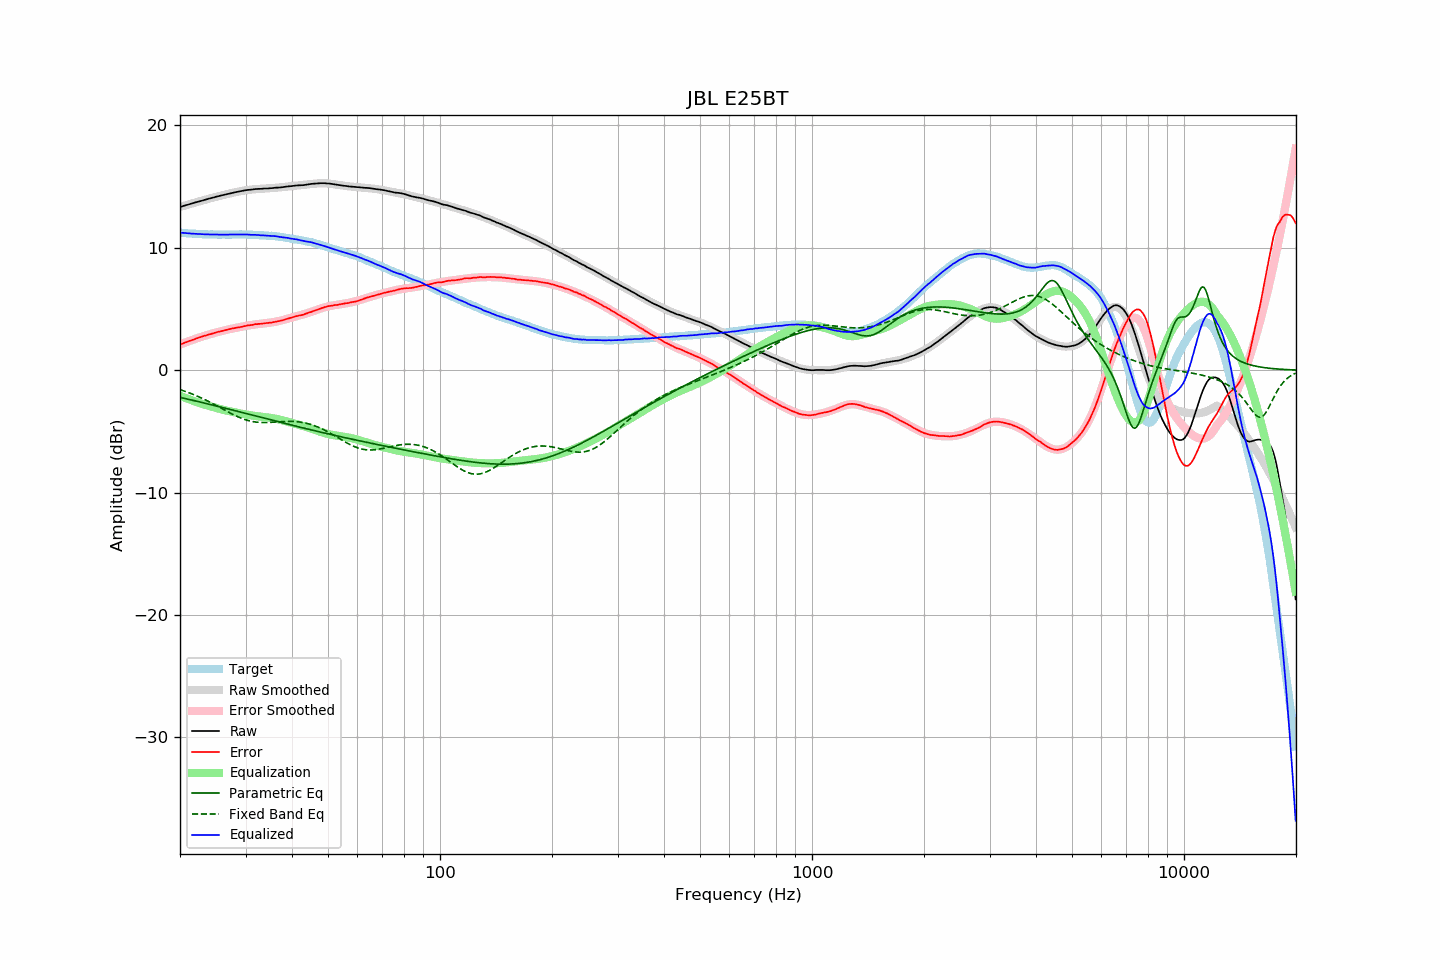 JBL E25BT
20
10
0
−10
−20
−30
Amplitude (dBr)
Target
Raw Smoothed
Error Smoothed
Raw
Error
Equalization
Parametric Eq
Fixed Band Eq
Equalized
100
1000
10000
Frequency (Hz)